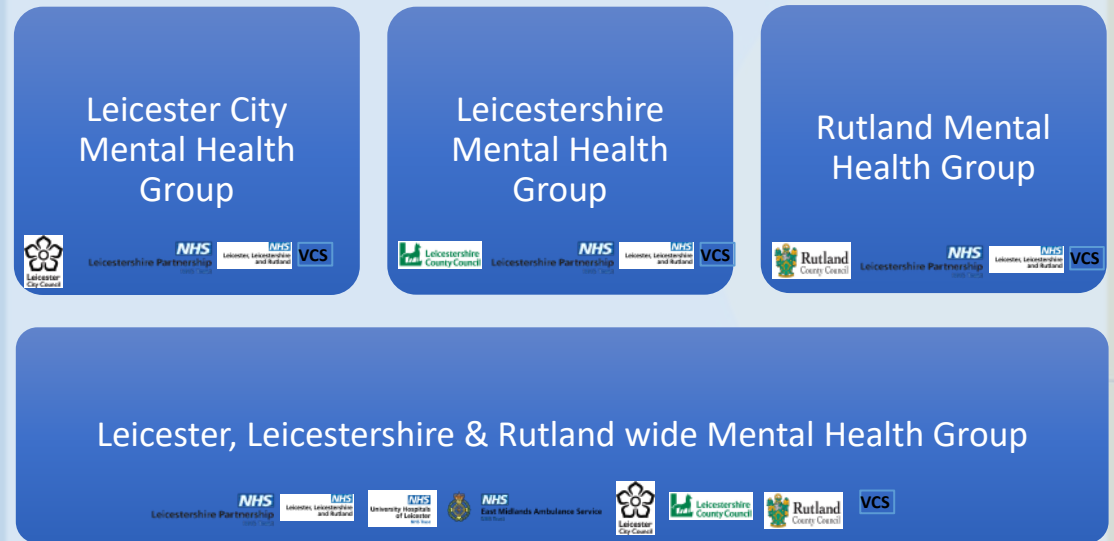 Leicester City
Mental Health
Group
Leicester
City Council
NHS
Leicestershire Partnership
NHS
Leicester, Leicestershire
and Rutland
VCS
Leicestershire
Mental Health
Group
Leicestershire
County Council
NHS
Leicestershire Partnership
NHS
Leicester, Leicestershire
and Rutland
VCS
Rutland Mental
Health Group
Rutland
County Council
NHS
Leicestershire Partnership
NHS
Leicester, Leicestershire
and Rutland
VCS
Leicester, Leicestershire & Rutland wide Mental Health Group
NHS
Leicestershire Partnership
NHS
Leicester, Leicestershire
and Rutland
NHS
University Hospitals
of Leicester
NHS Trust
NHS
East Midlands Ambulance Service
Leicester
City Council
Leicestershire
County Council
Rutland
County Council
VCS